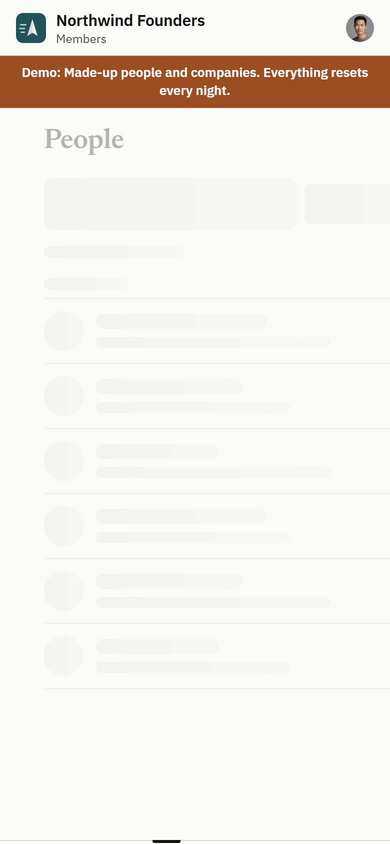 Northwind Founders
Members
Demo: Made-up people and companies. Everything resets
every night.
People